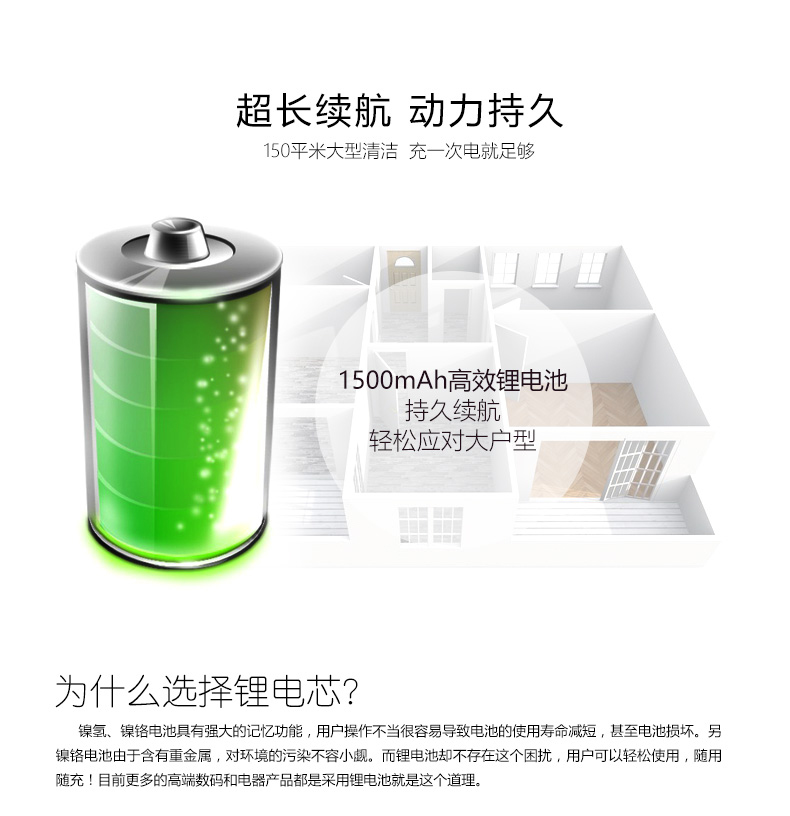 超长续航 动力持久
150平米大型清洁 充一次电就足够
1500mAh高效锂电池
持久续航
轻松应对大户型
为什么选择锂电芯？
镍氢、镍铬电池具有强大的记忆功能，用户操作不当很容易导致电池的使用寿命减短，甚至电池损坏。另
镍铬电池由于含有重金属，对环境的污染不容小觑。而锂电池却不存在这个困扰，用户可以轻松使用，随用
随充！目前更多的高端数码和电器产品都是采用锂电池就是这个道理。